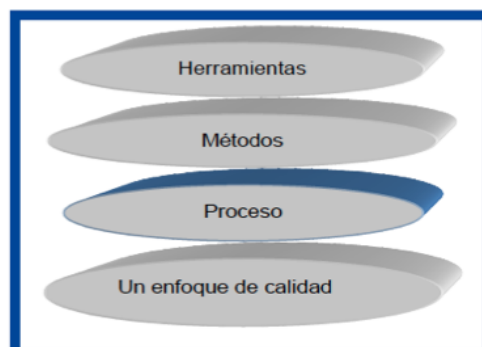 Herramientas
Métodos
Proceso
Un enfoque de calidad